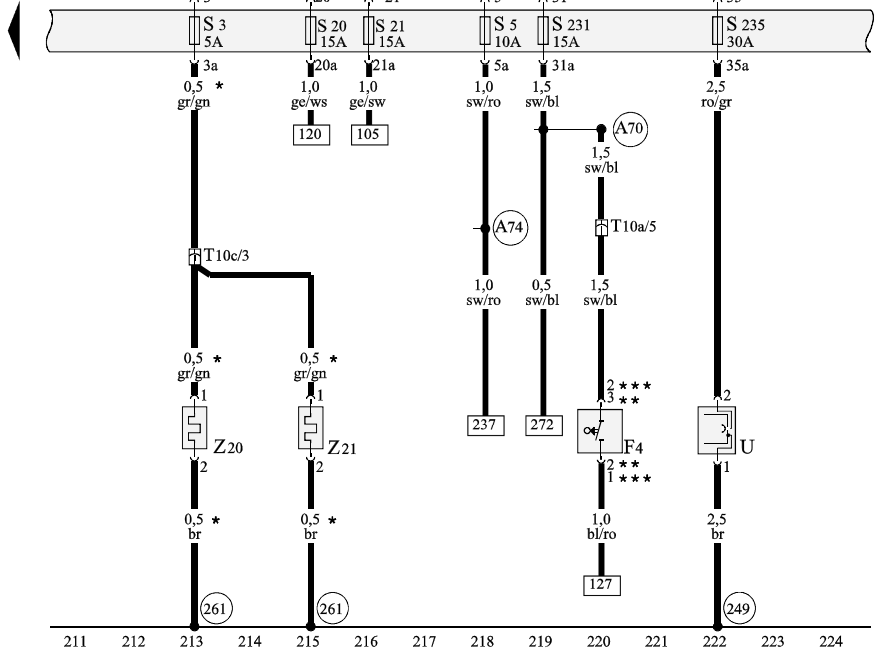 S 3
5A
S 20
15A
S 21
15A
S 5
10A
S 231
15A
S 235
30A
3a
20a
21a
5a
31a
35a
0,5 *
gr/gn
1,0
ge/ws
1,0
ge/sw
1,0
sw/ro
1,5
sw/bl
2,5
ro/gr
120
105
A70
1,5
sw/bl
A74
T10a/5
T10c/3
1,0
sw/ro
0,5
sw/bl
1,5
sw/bl
0,5 *
gr/gn
0,5 *
gr/gn
2 ***
3 **
1
1
2
237
272
Z20
Z21
F4
U
2
2
2 **
1 ***
1
0,5 *
br
0,5 *
br
1,0
bl/ro
2,5
br
127
261
261
249
211 212 213 214 215 216 217 218 219 220 221 222 223 224